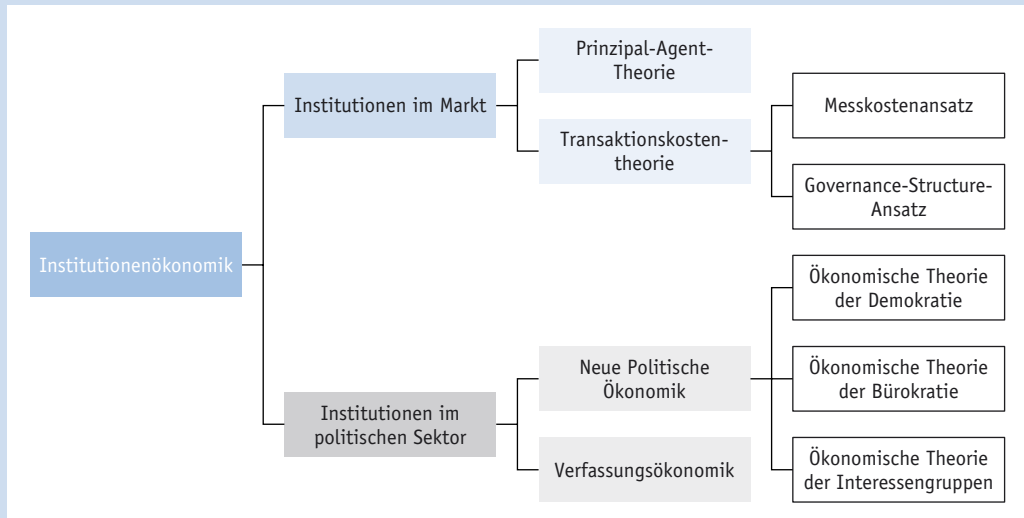 Institutionenökonomik
Institutionen im Markt
Prinzipal-Agent-
Theorie
Transaktionskosten-
theorie
Messkostenansatz
Governance-Structure-
Ansatz
Institutionen im
politischen Sektor
Neue Politische
Ökonomik
Ökonomische Theorie
der Demokratie
Ökonomische Theorie
der Bürokratie
Ökonomische Theorie
der Interessengruppen
Verfassungsökonomik